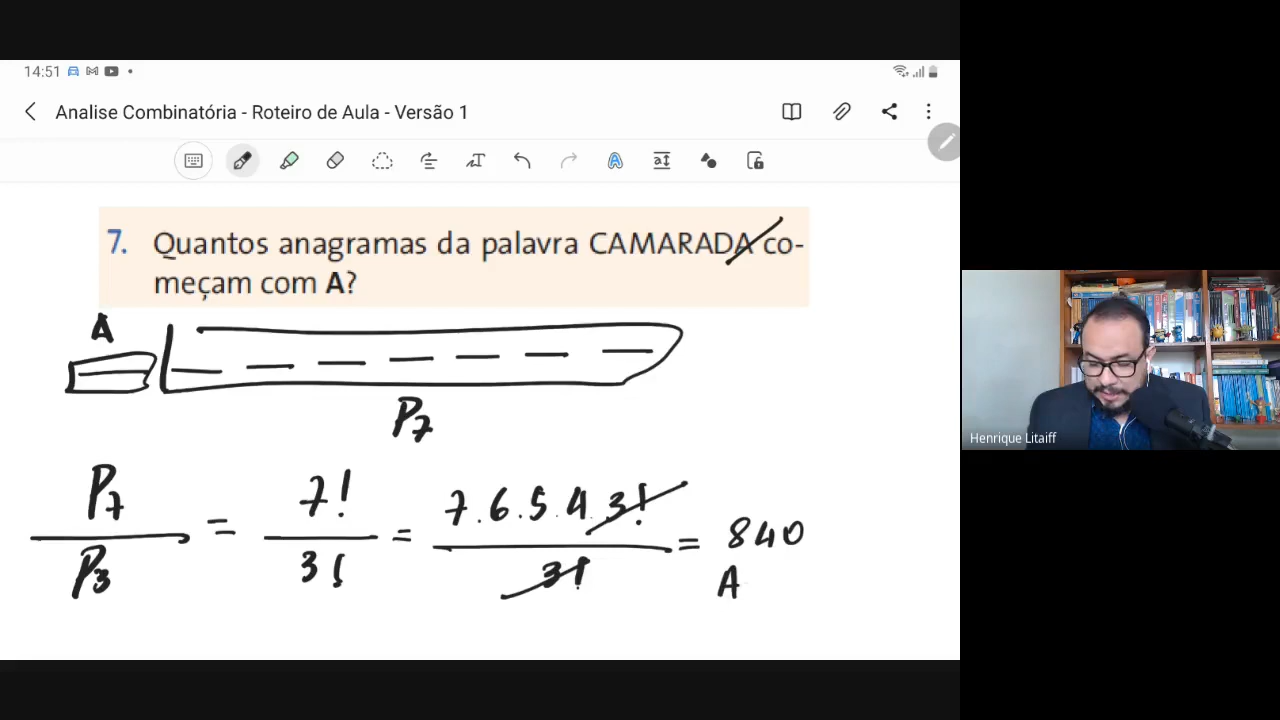 14:51
Analise Combinatória - Roteiro de Aula - Versão 1
7. Quantos anagramas da palavra CAMARADA co-
meçam com A?
A
P7
P7 / P3 = 7! / 3! = 7.6.5.4.3! / 3! = 840
A
Henrique Litaiff